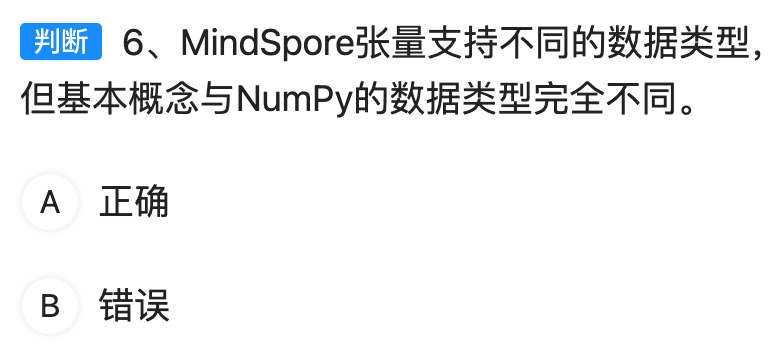 判断 6、MindSpore张量支持不同的数据类型,
但基本概念与NumPy的数据类型完全不同。
A 正确
B 错误